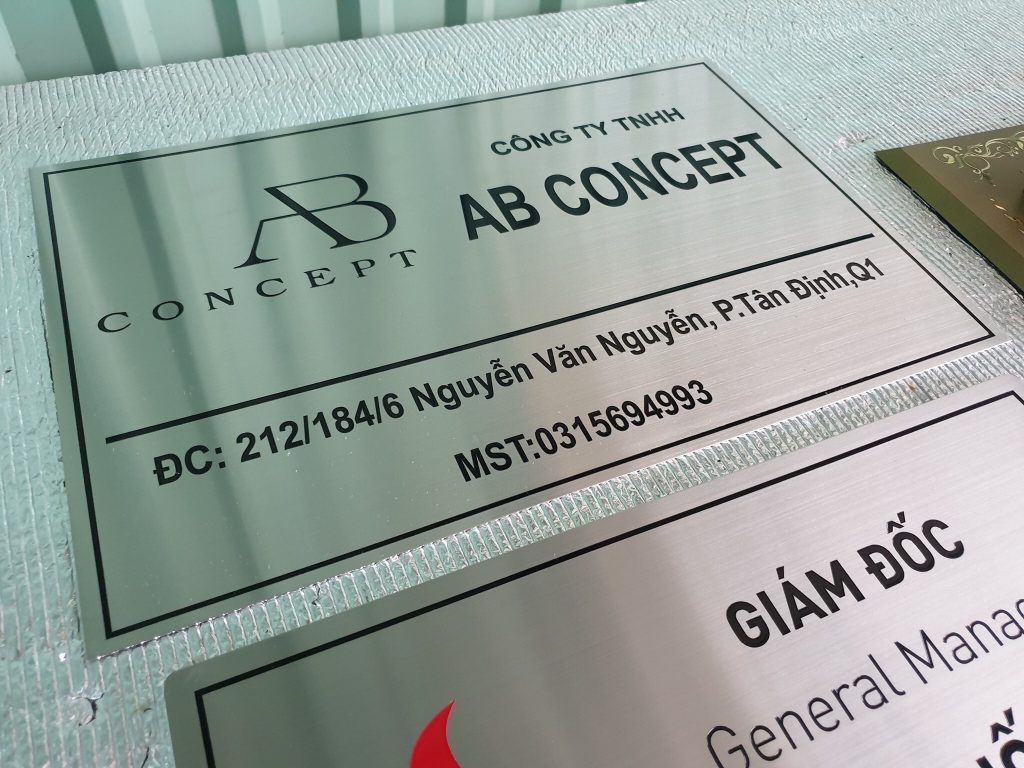 AB
CONCEPT
CÔNG TY TNHH
AB CONCEPT
ĐC: 212/184/6 Nguyễn Văn Nguyễn, P.Tân Định,Q1
MST:0315694993
GIÁM ĐỐC
General